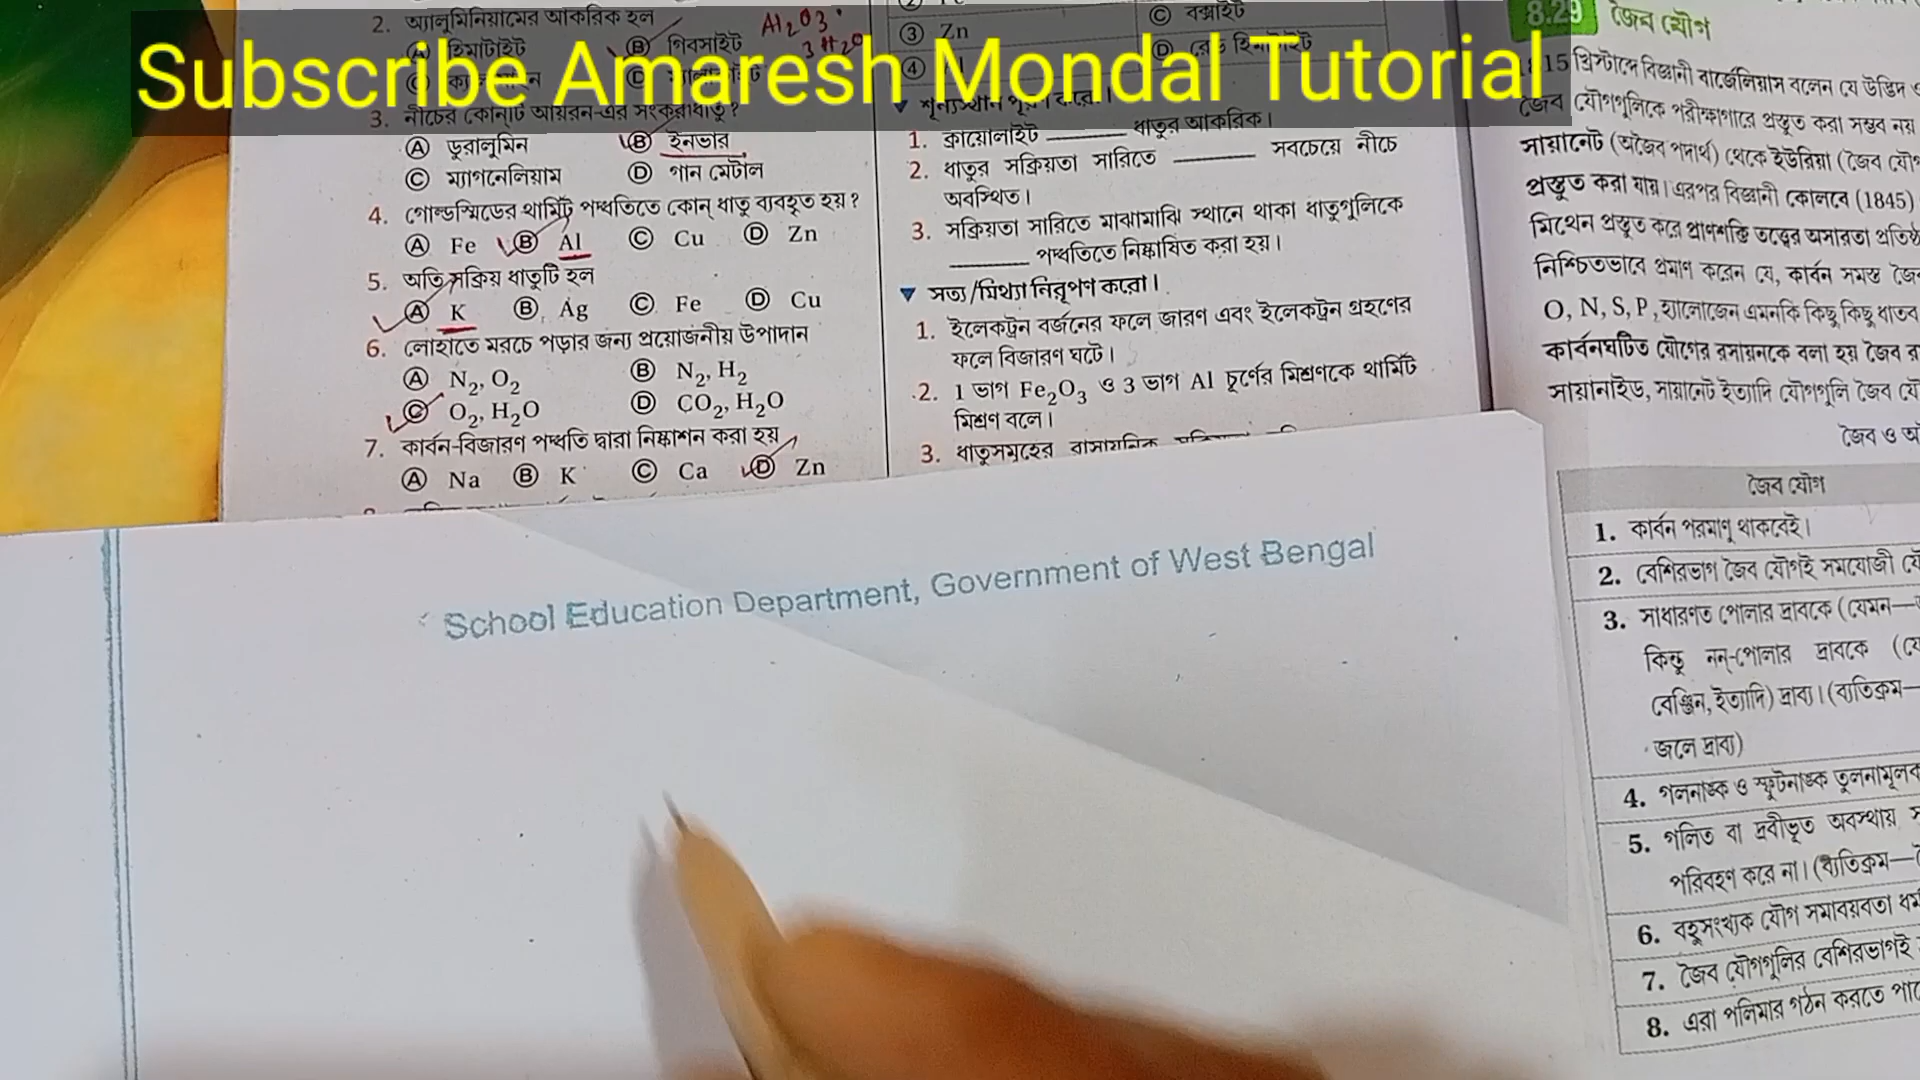 Subscribe Amaresh Mondal Tutorial
2. অ্যালুমিনিয়ামের আকরিক হল
Al2O3·
3H2O
Ⓑ গিবসাইট
3. নীচের কোনটি আয়রন-এর সংকরধাতু?
Ⓐ ডুরালুমিন Ⓑ ইনভার
Ⓒ ম্যাগনেলিয়াম Ⓓ গান মেটাল
4. গোল্ডস্মিডের থার্মিট পদ্ধতিতে কোন্ ধাতু ব্যবহৃত হয়?
Ⓐ Fe Ⓑ Al Ⓒ Cu Ⓓ Zn
5. অতি সক্রিয় ধাতুটি হল
Ⓐ K Ⓑ Ag Ⓒ Fe Ⓓ Cu
6. লোহাতে মরচে পড়ার জন্য প্রয়োজনীয় উপাদান
Ⓐ N2, O2 Ⓑ N2, H2
Ⓒ O2, H2O Ⓓ CO2, H2O
7. কার্বন-বিজারণ পদ্ধতি দ্বারা নিষ্কাশন করা হয়
Ⓐ Na Ⓑ K Ⓒ Ca Ⓓ Zn
Ⓒ বক্সাইট
③ Zn
④
▼ শূন্যস্থান পূরণ করো।
1. ক্রায়োলাইট ______ ধাতুর আকরিক।
2. ধাতুর সক্রিয়তা সারিতে ______ সবচেয়ে নীচে
অবস্থিত।
3. সক্রিয়তা সারিতে মাঝামাঝি স্থানে থাকা ধাতুগুলিকে
______ পদ্ধতিতে নিষ্কাষিত করা হয়।
▼ সত্য/মিথ্যা নিরূপণ করো।
1. ইলেকট্রন বর্জনের ফলে জারণ এবং ইলেকট্রন গ্রহণের
ফলে বিজারণ ঘটে।
2. 1 ভাগ Fe2O3 ও 3 ভাগ Al চূর্ণের মিশ্রণকে থার্মিট
মিশ্রণ বলে।
3. ধাতুসমূহের রাসায়নিক
School Education Department, Government of West Bengal
8.29 জৈব যৌগ
15 খ্রিস্টাব্দে বিজ্ঞানী বার্জেলিয়াস বলেন যে উদ্ভিদ
জৈব যৌগগুলিকে পরীক্ষাগারে প্রস্তুত করা সম্ভব নয়
সায়ানেট (অজৈব পদার্থ) থেকে ইউরিয়া (জৈব
প্রস্তুত করা যায়। এরপর বিজ্ঞানী কোলবে (1845)
মিথেন প্রস্তুত করে প্রাণশক্তি তত্ত্বের অসারতা
নিশ্চিতভাবে প্রমাণ করেন যে, কার্বন সমস্ত
O, N, S, P, হ্যালোজেন এমনকি কিছু কিছু
কার্বনঘটিত যৌগের রসায়নকে বলা হয় জৈব
সায়ানাইড, সায়ানেট ইত্যাদি যৌগগুলি জৈব
জৈব ও
জৈব যৌগ
1. কার্বন পরমাণু থাকবেই।
2. বেশিরভাগ জৈব যৌগই সমযোজী
3. সাধারণত পোলার দ্রাবকে (যেমন—
কিন্তু নন্-পোলার দ্রাবকে
বেঞ্জিন, ইত্যাদি) দ্রাব্য। (ব্যতিক্রম—
জলে দ্রাব্য)
4. গলনাঙ্ক ও স্ফুটনাঙ্ক তুলনামূলক
5. গলিত বা দ্রবীভূত অবস্থায়
পরিবহণ করে না। (ব্যতিক্রম—
6. বহুসংখ্যক যৌগ সমাবয়বতা
7. জৈব যৌগগুলির বেশিরভাগই
8. এরা পলিমার গঠন করতে